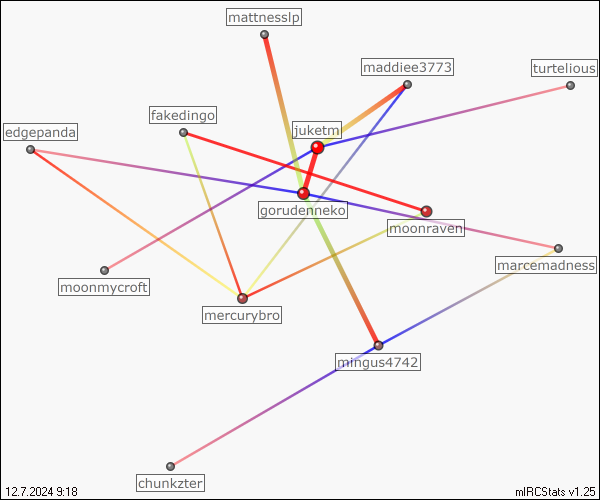 mattnesslp
maddiee3773
turtelious
fakedingo
edgepanda
juketm
gorudenneko
moonraven
marcemadness
moonmycroft
mercurybro
mingus4742
chunkzter
12.7.2024 9:18
mIRCStats v1.25